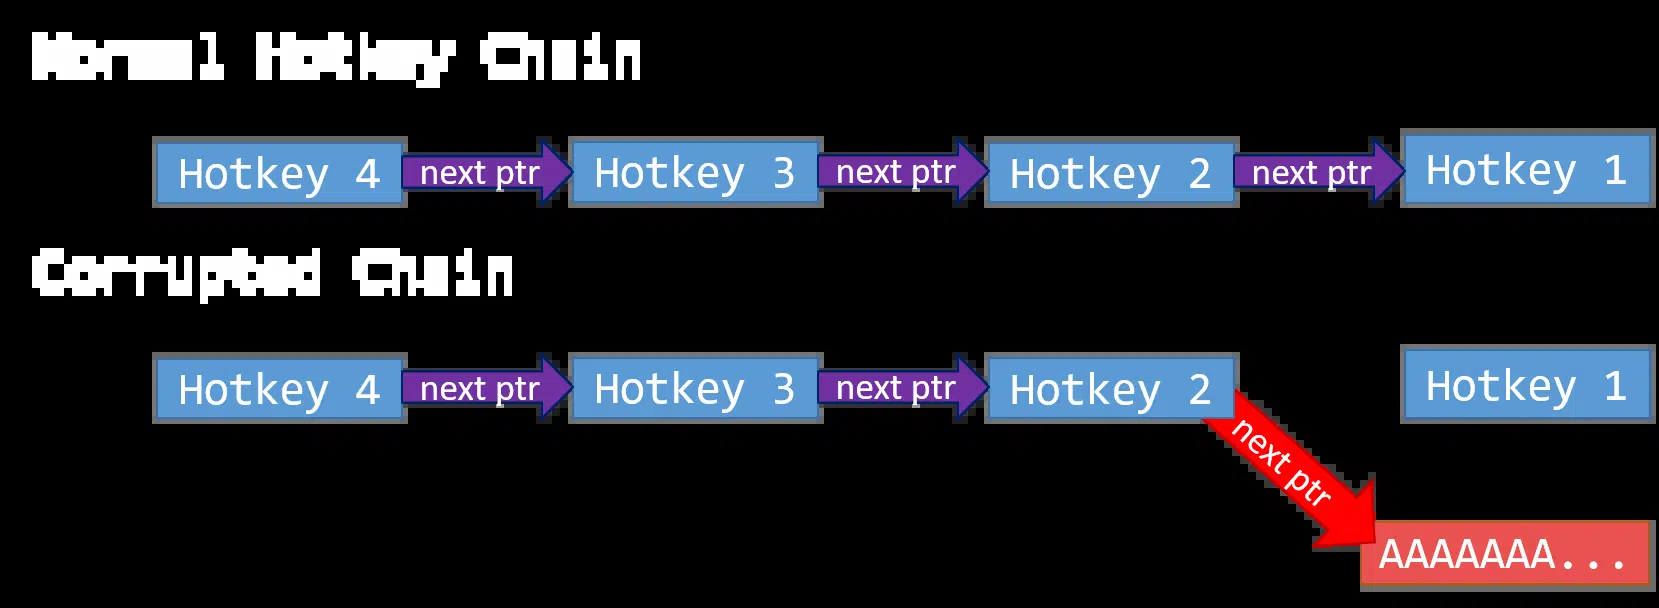 Normal Hotkey Chain
Hotkey 4 next ptr Hotkey 3 next ptr Hotkey 2 next ptr Hotkey 1
Corrupted Chain
Hotkey 4 next ptr Hotkey 3 next ptr Hotkey 2 Hotkey 1
next ptr
AAAAAAA...